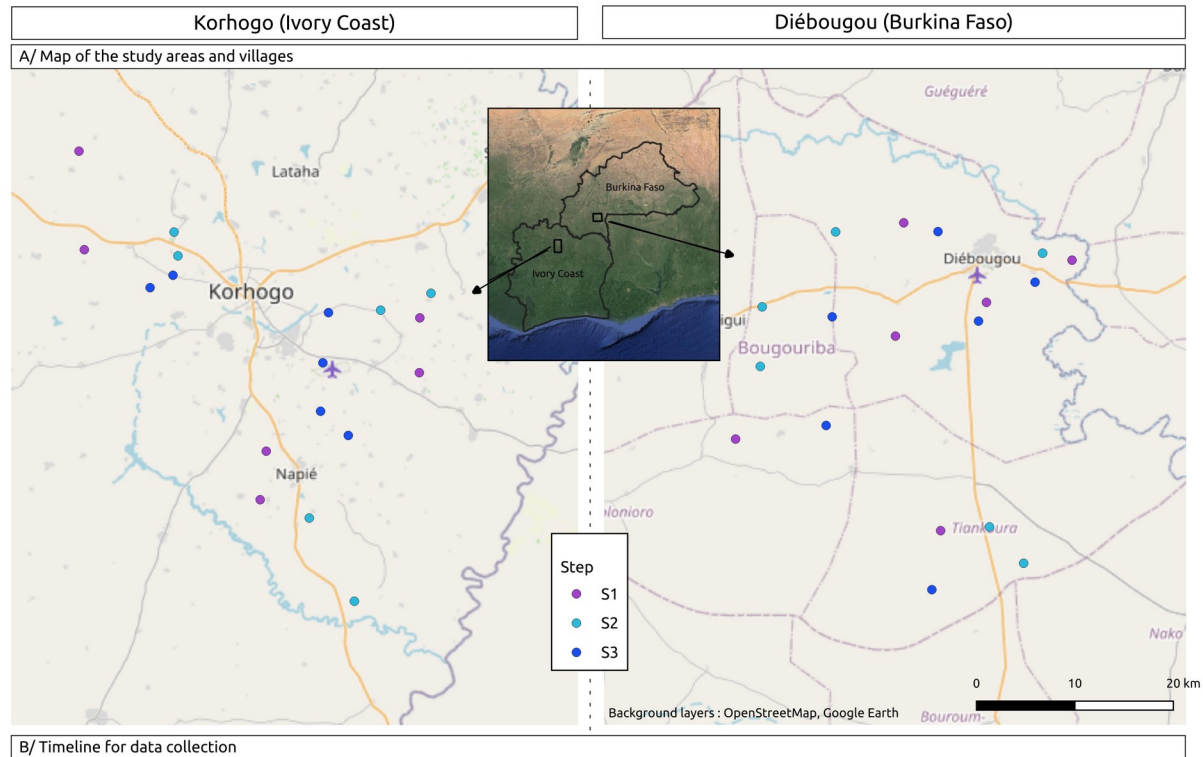 Korhogo (Ivory Coast)
Diébougou (Burkina Faso)
A/ Map of the study areas and villages
Guéguéré
Lataha
Burkina Faso
Ivory Coast
Korhogo
Diébougou
igui
Bougouriba
Napié
olonioro
Tiankoura
Step
S1
S2
S3
Nako
0 10 20 km
Background layers : OpenStreetMap, Google Earth
Bouroum-
B/ Timeline for data collection